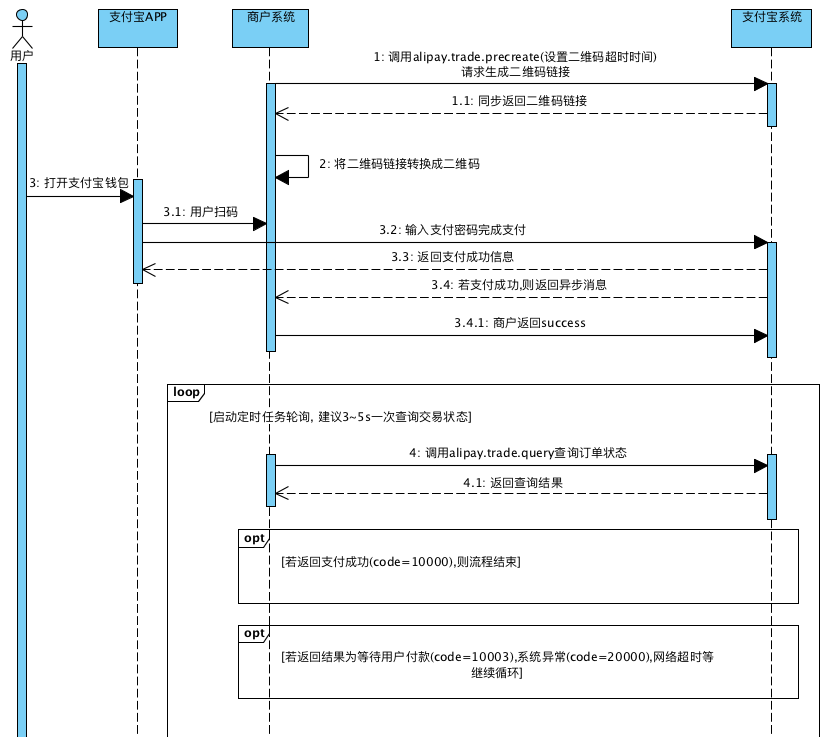 用户
支付宝APP
商户系统
支付宝系统
1: 调用alipay.trade.precreate(设置二维码超时时间)
请求生成二维码链接
1.1: 同步返回二维码链接
2: 将二维码链接转换成二维码
3: 打开支付宝钱包
3.1: 用户扫码
3.2: 输入支付密码完成支付
3.3: 返回支付成功信息
3.4: 若支付成功,则返回异步消息
3.4.1: 商户返回success
loop
[启动定时任务轮询, 建议3~5s一次查询交易状态]
4: 调用alipay.trade.query查询订单状态
4.1: 返回查询结果
opt
[若返回支付成功(code=10000),则流程结束]
opt
[若返回结果为等待用户付款(code=10003),系统异常(code=20000),网络超时等
继续循环]